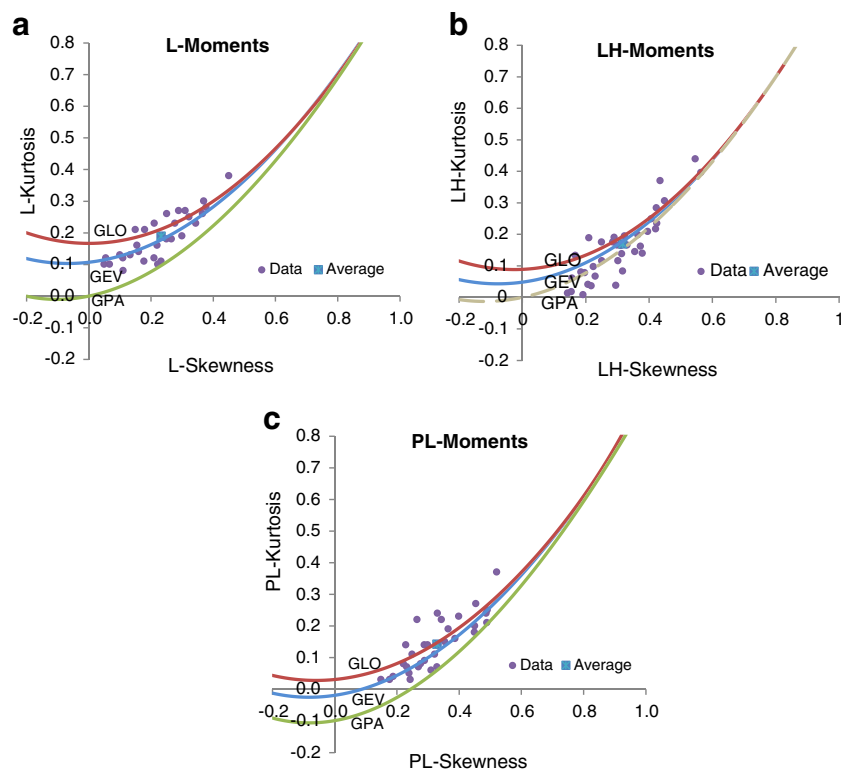 a
L-Moments
0.8
0.7
0.6
0.5
0.4
0.3
0.2
0.1
0.0
-0.1
-0.2
L-Kurtosis
GLO
GEV
GPA
Data
Average
-0.2
0
0.2
0.4
0.6
0.8
1.0
L-Skewness
b
LH-Moments
0.8
0.7
0.6
0.5
0.4
0.3
0.2
0.1
0
-0.1
-0.2
LH-Kurtosis
GLO
GEV
GPA
Data
Average
-0.2
0
0.2
0.4
0.6
0.8
1
LH-Skewness
c
PL-Moments
0.8
0.7
0.6
0.5
0.4
0.3
0.2
0.1
0.0
-0.1
-0.2
PL-Kurtosis
GLO
GEV
GPA
Data
Average
-0.2
0.0
0.2
0.4
0.6
0.8
1.0
PL-Skewness